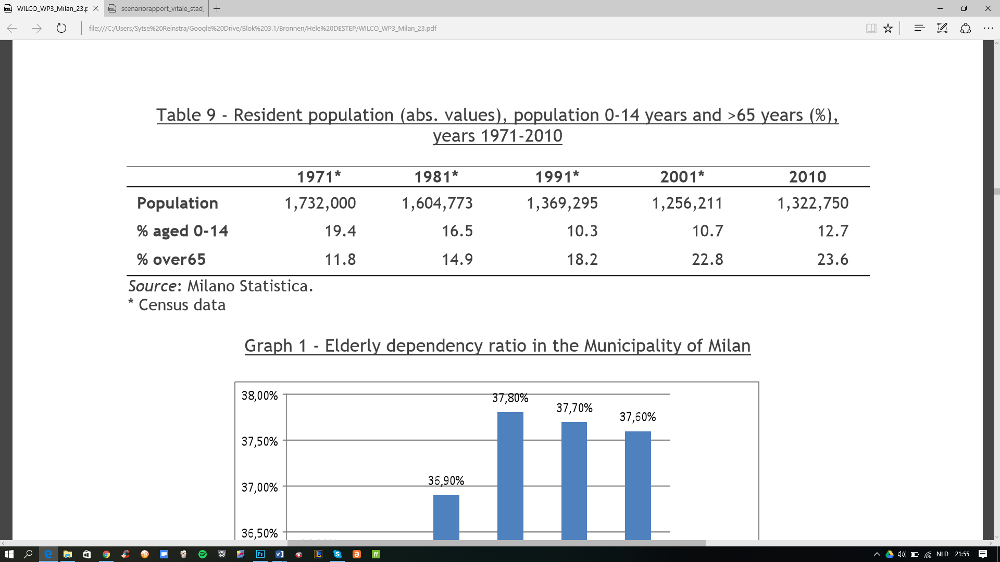 WILCO_WP3_Milan_23.p
scenariorapport_vitale_stad_
file:///C:/Users/Sytse%20Reinstra/Google%20Drive/Blok%203.1/Bronnen/Hele%20DESTEP/WILCO_WP3_Milan_23.pdf
Table 9 - Resident population (abs. values), population 0-14 years and >65 years (%),
years 1971-2010
1971* 1981* 1991* 2001* 2010
Population 1,732,000 1,604,773 1,369,295 1,256,211 1,322,750
% aged 0-14 19.4 16.5 10.3 10.7 12.7
% over65 11.8 14.9 18.2 22.8 23.6
Source: Milano Statistica.
* Census data
Graph 1 - Elderly dependency ratio in the Municipality of Milan
38,00%
37,80%
37,70%
37,60%
37,50%
36,90%
37,00%
36,50%
NLD 21:55